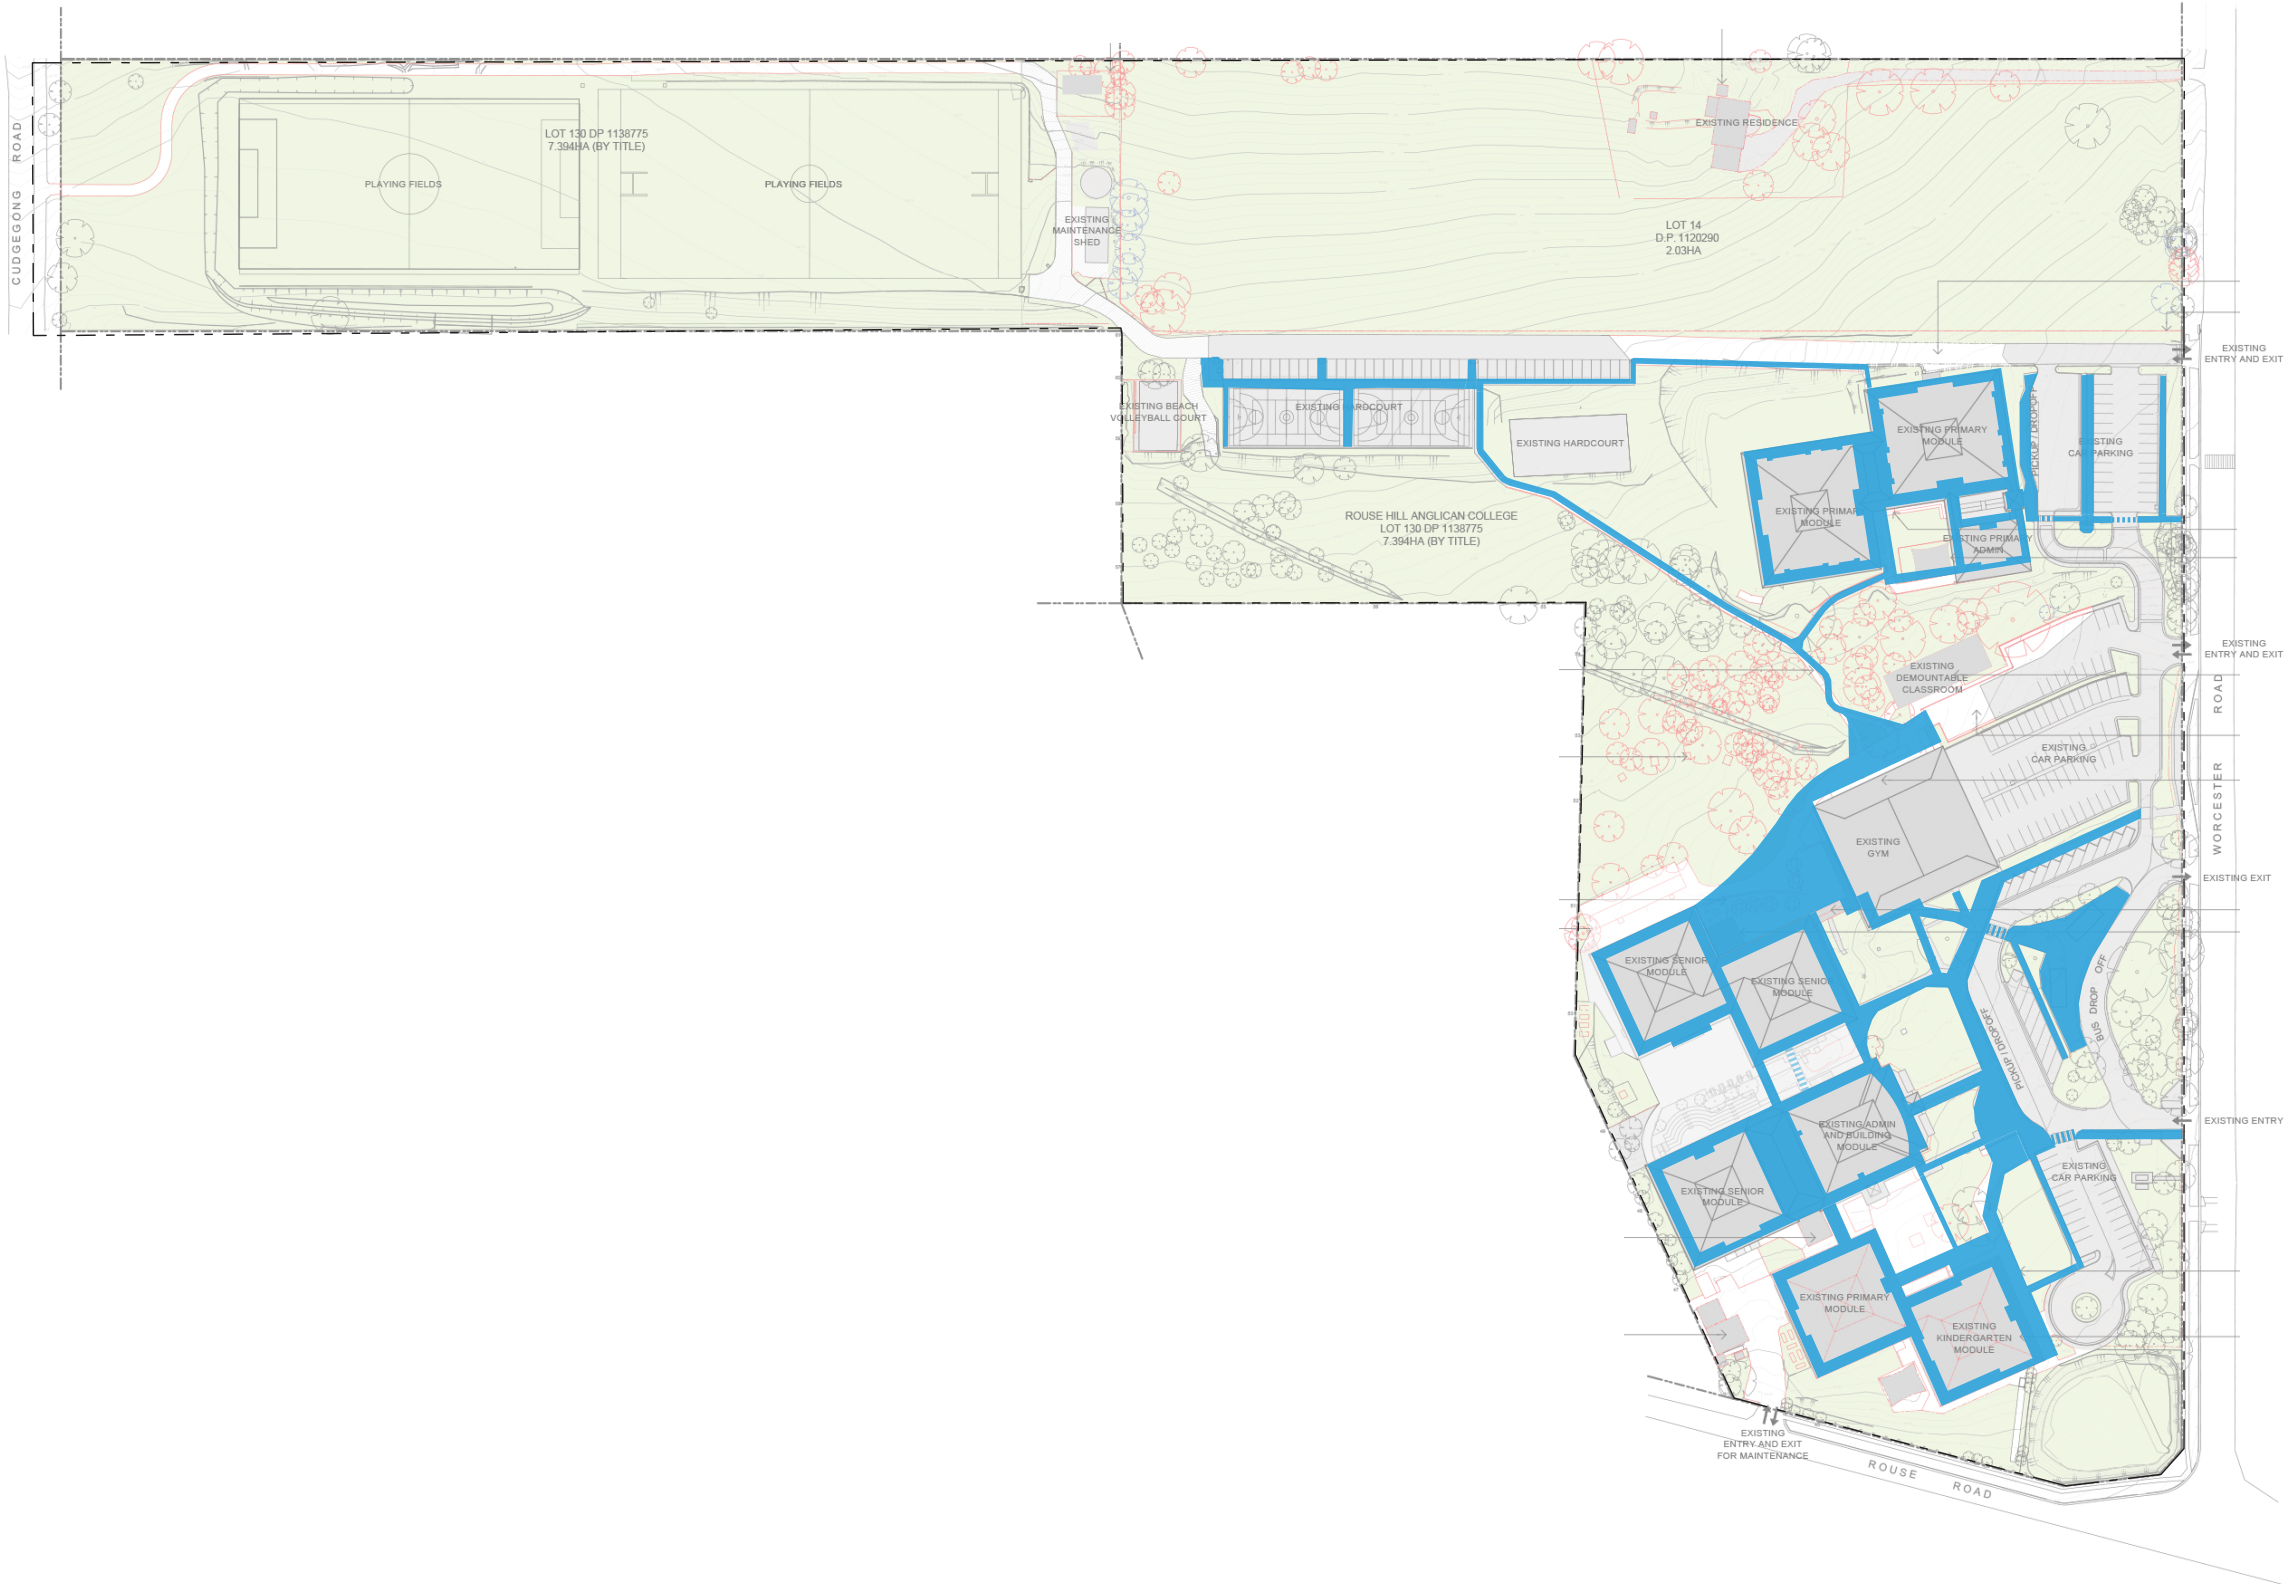 CUDGEGONG ROAD
LOT 130 DP 1138775
7.394HA (BY TITLE)
PLAYING FIELDS
PLAYING FIELDS
EXISTING
MAINTENANCE
SHED
EXISTING RESIDENCE
LOT 14
D.P. 1120290
2.03HA
EXISTING
ENTRY AND EXIT
EXISTING BEACH
VOLLEYBALL COURT
EXISTING HARDCOURT
EXISTING HARDCOURT
EXISTING PRIMARY
MODULE
PICKUP / DROPOFF
EXISTING
CAR PARKING
EXISTING PRIMARY
MODULE
ROUSE HILL ANGLICAN COLLEGE
LOT 130 DP 1138775
7.394HA (BY TITLE)
EXISTING PRIMARY
ADMIN
EXISTING
ENTRY AND EXIT
EXISTING
DEMOUNTABLE
CLASSROOM
WORCESTER ROAD
EXISTING
CAR PARKING
EXISTING
GYM
EXISTING EXIT
EXISTING SENIOR
MODULE
EXISTING SENIOR
MODULE
BUS DROP OFF
PICKUP / DROPOFF
EXISTING ENTRY
EXISTING ADMIN
AND BUILDING
MODULE
EXISTING
CAR PARKING
EXISTING SENIOR
MODULE
EXISTING PRIMARY
MODULE
EXISTING
KINDERGARTEN
MODULE
EXISTING
ENTRY AND EXIT
FOR MAINTENANCE
ROUSE ROAD